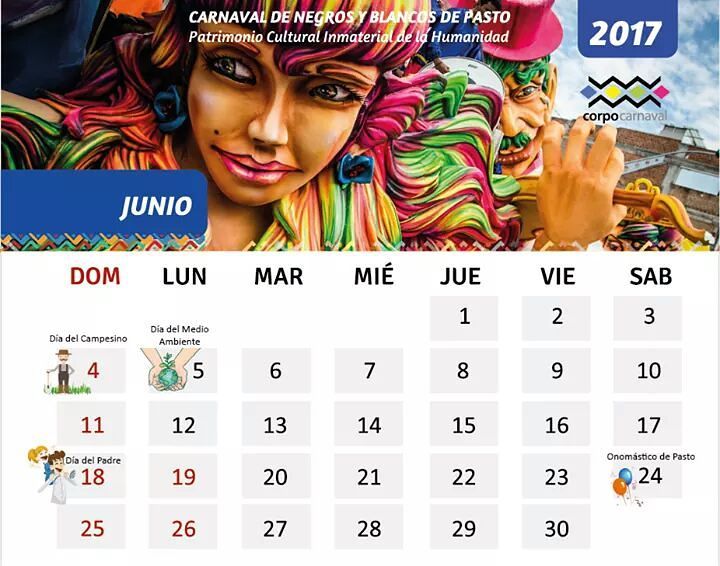 CARNAVAL DE NEGROS Y BLANCOS DE PASTO
Patrimonio Cultural Inmaterial de la Humanidad
2017
corpocarnaval
JUNIO
DOM LUN MAR MIÉ JUE VIE SAB
1 2 3
Día del Campesino
Día del Medio
Ambiente
4 5 6 7 8 9 10
11 12 13 14 15 16 17
Día del Padre
Onomástico de Pasto
18 19 20 21 22 23 24
25 26 27 28 29 30